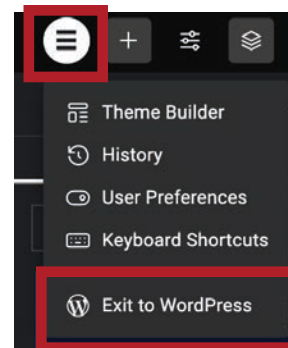 Theme Builder
History
User Preferences
Keyboard Shortcuts
Exit to WordPress